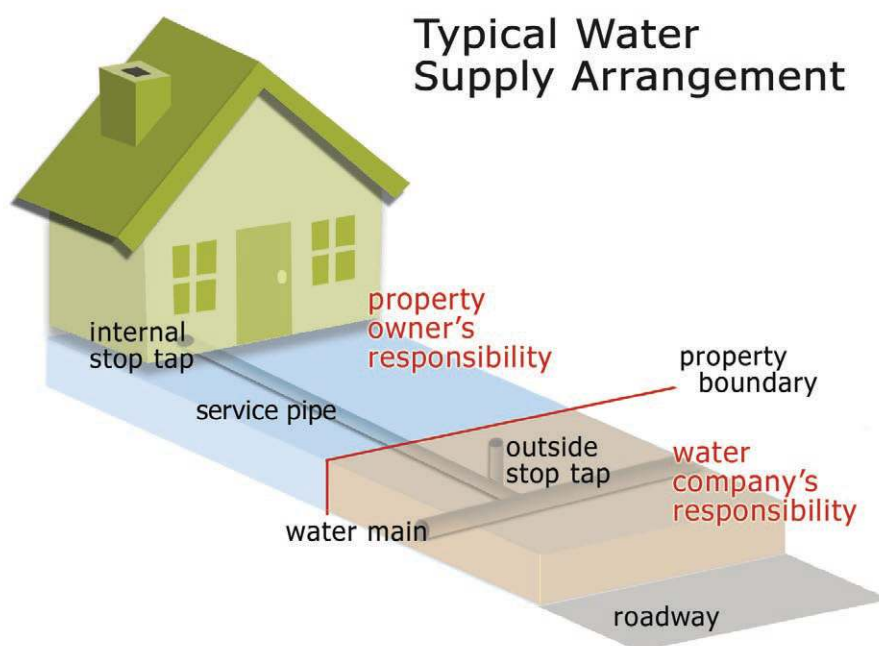 Typical Water
Supply Arrangement
property
owner's
responsibility
internal
stop tap
property
boundary
service pipe
outside
stop tap
water
company's
responsibility
water main
roadway